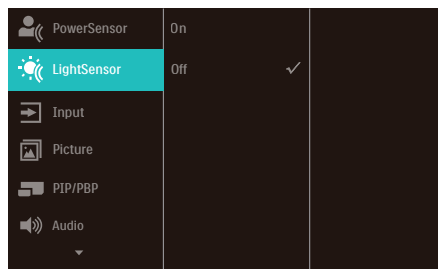 PowerSensor
On
LightSensor
Off
Input
Picture
PIP/PBP
Audio